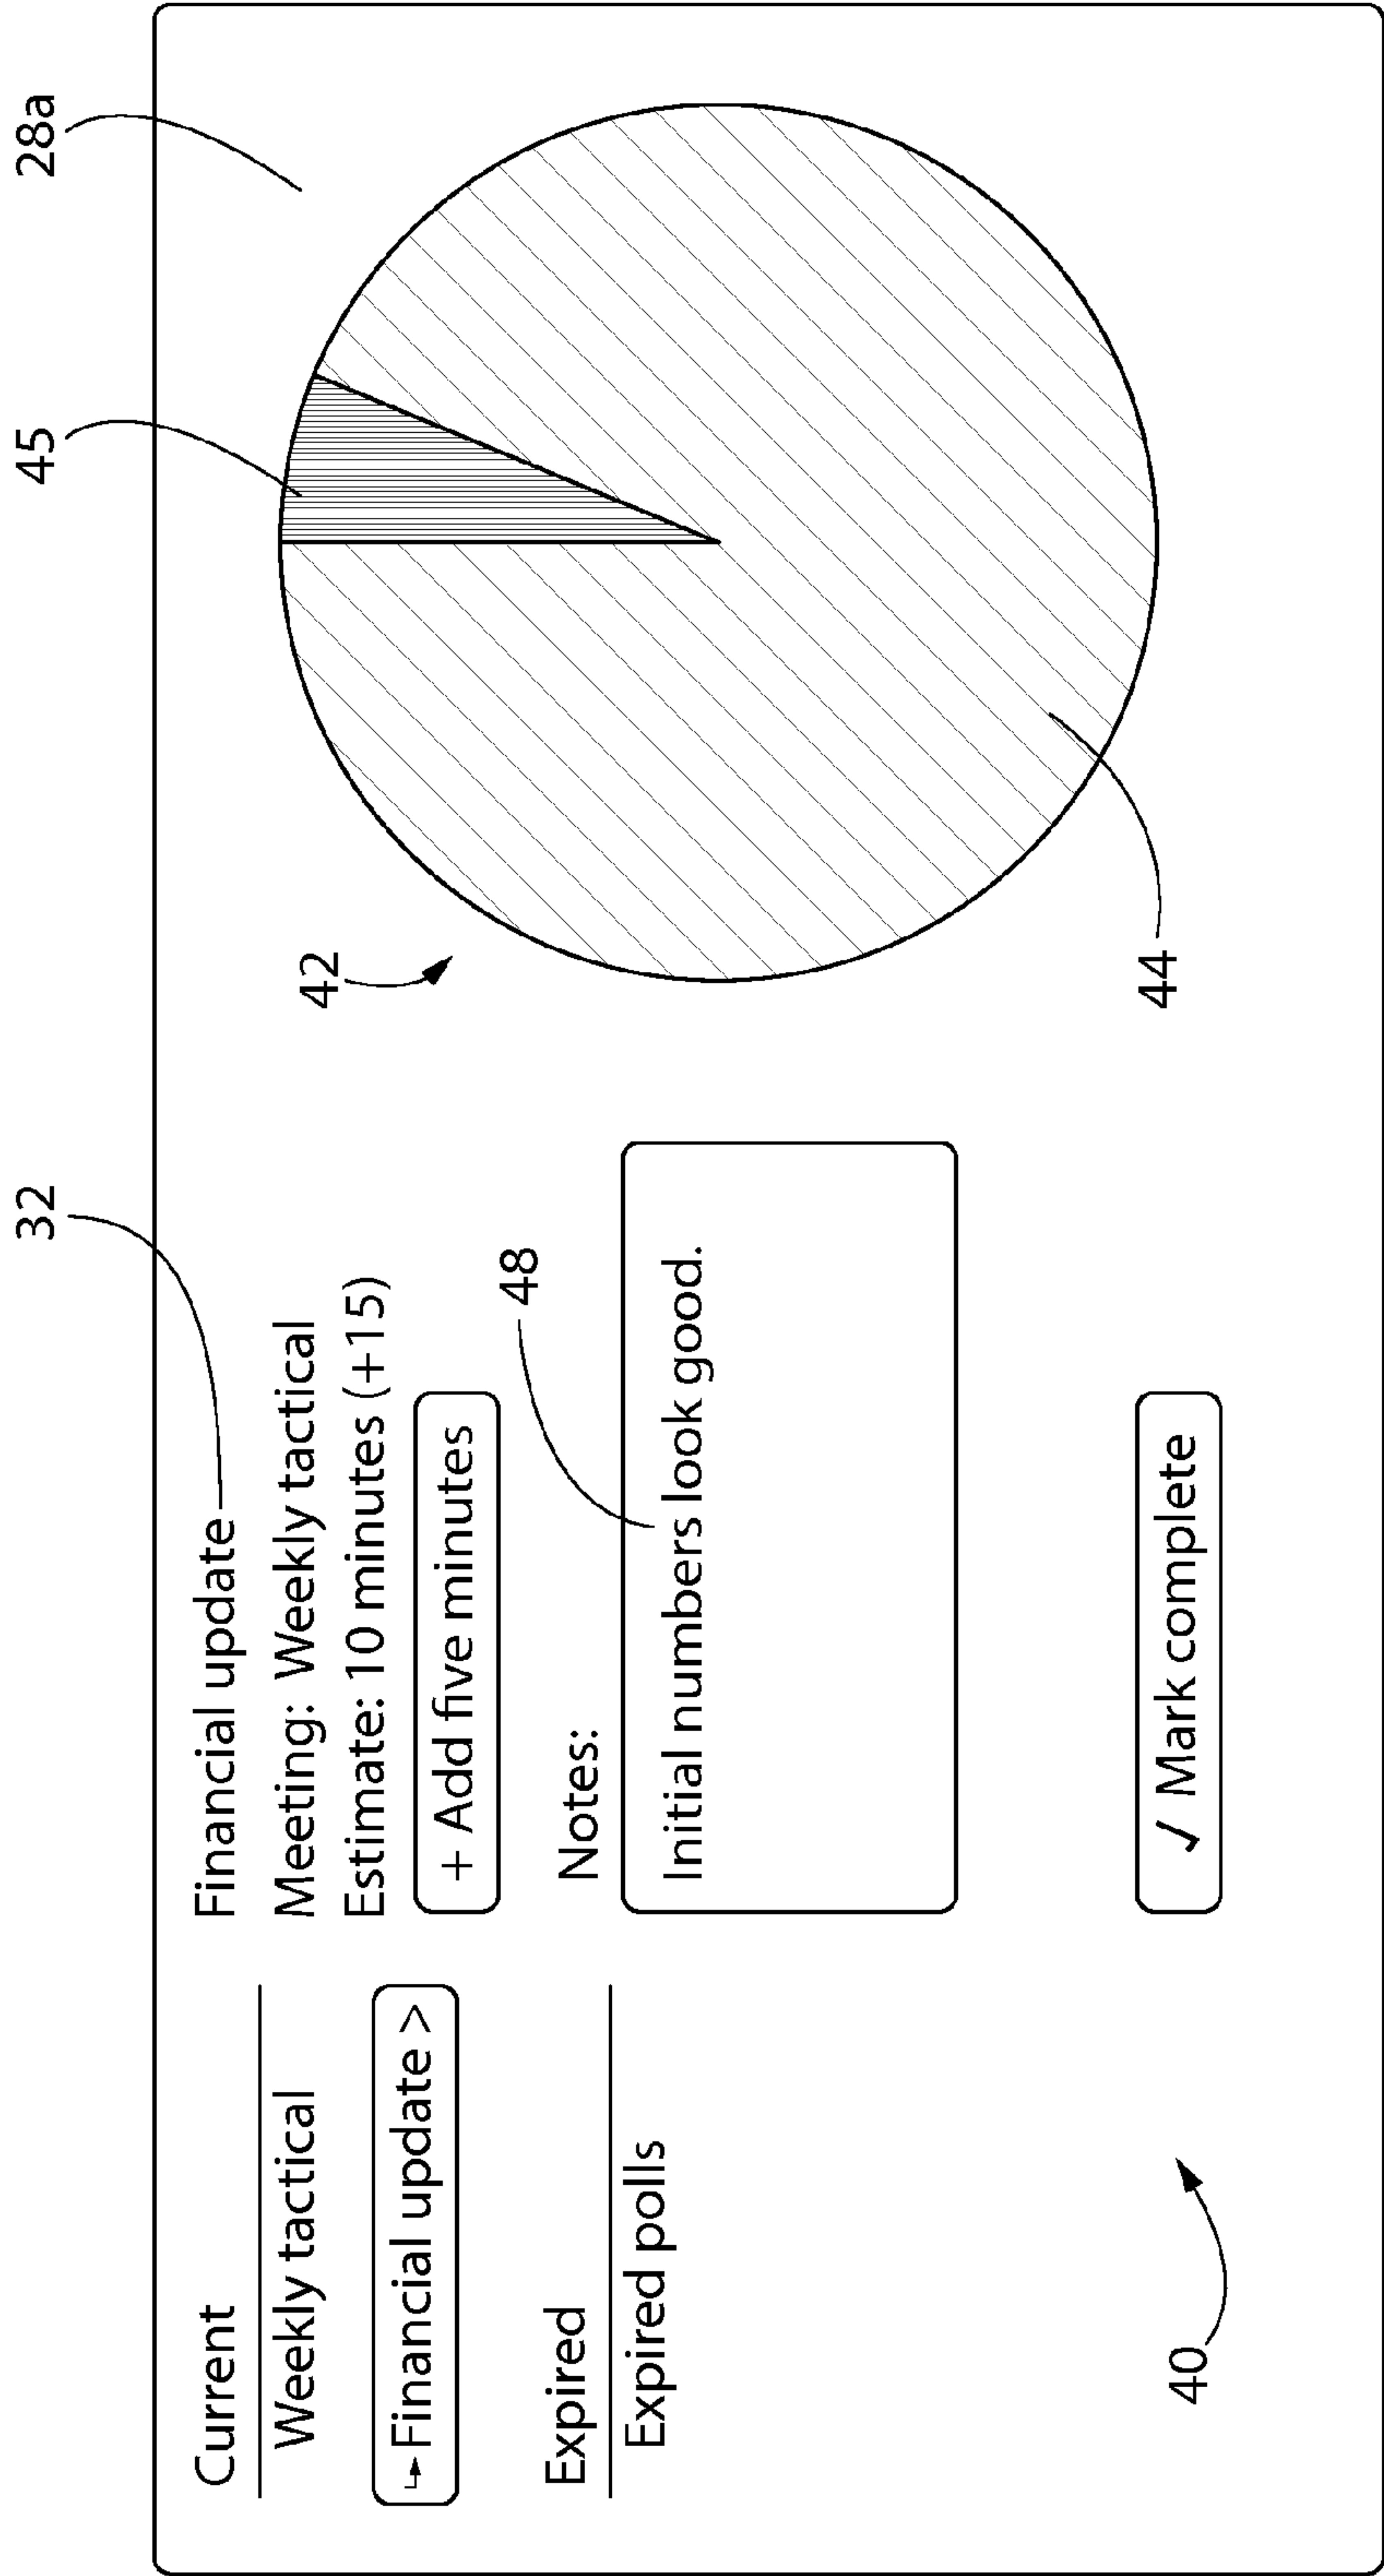 32
45
28a
Current
Weekly tactical
Financial update >
Expired
Expired polls
40
Financial update
Meeting: Weekly tactical
Estimate: 10 minutes (+15)
+ Add five minutes
48
Notes:
Initial numbers look good.
✓ Mark complete
42
44